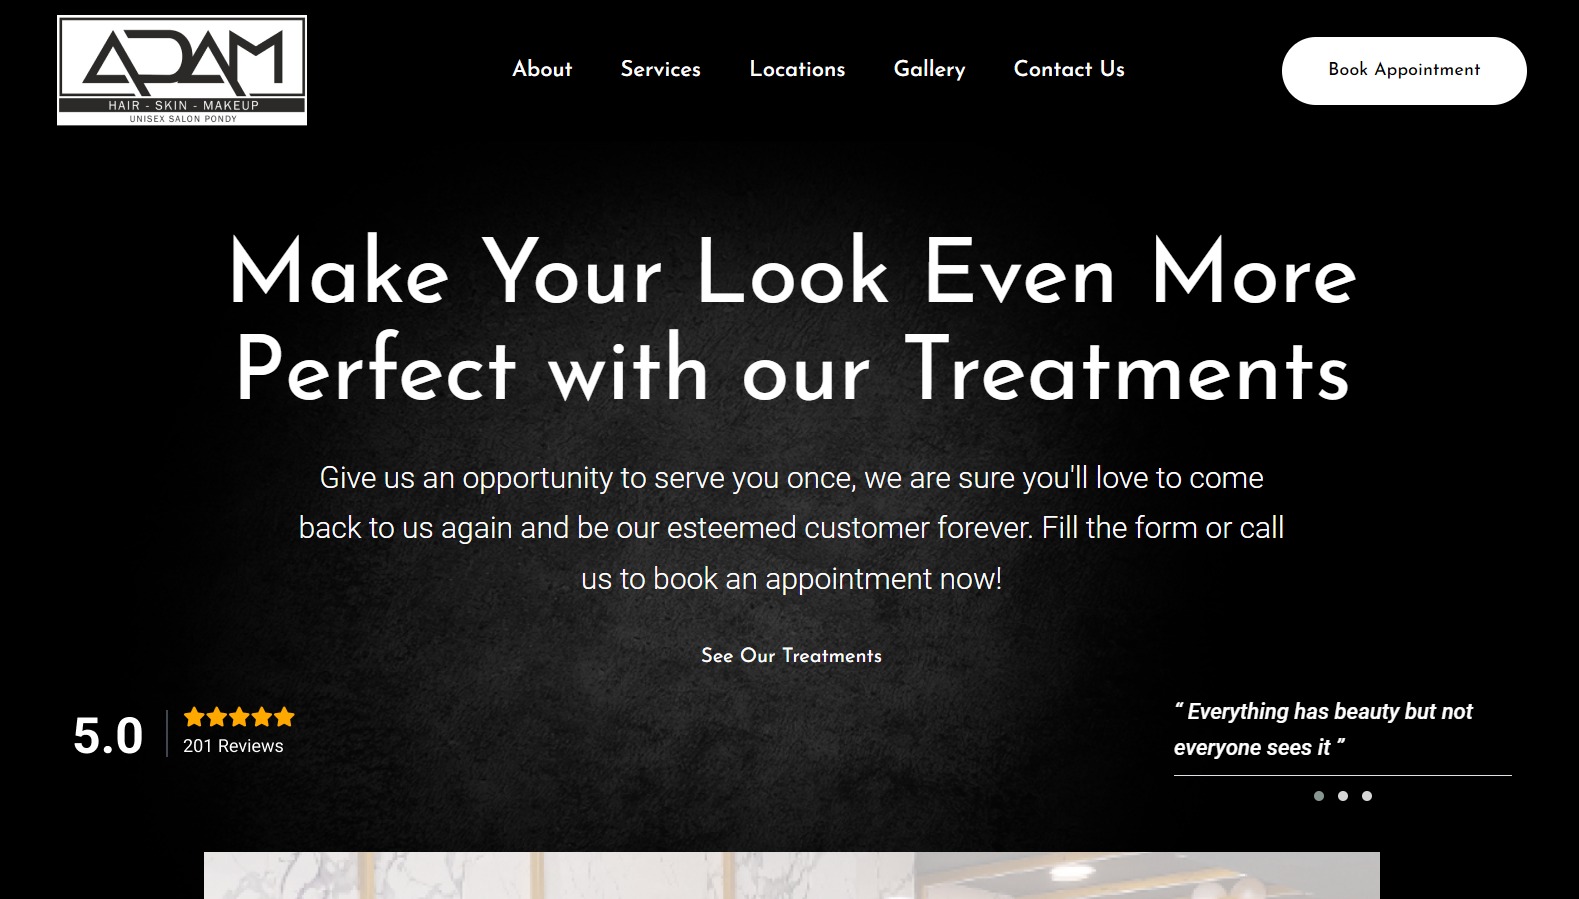 ADAM
HAIR - SKIN - MAKEUP
UNISEX SALON PONDY
About
Services
Locations
Gallery
Contact Us
Book Appointment
Make Your Look Even More
Perfect with our Treatments
Give us an opportunity to serve you once, we are sure you'll love to come
back to us again and be our esteemed customer forever. Fill the form or call
us to book an appointment now!
See Our Treatments
5.0
201 Reviews
“ Everything has beauty but not
everyone sees it ”